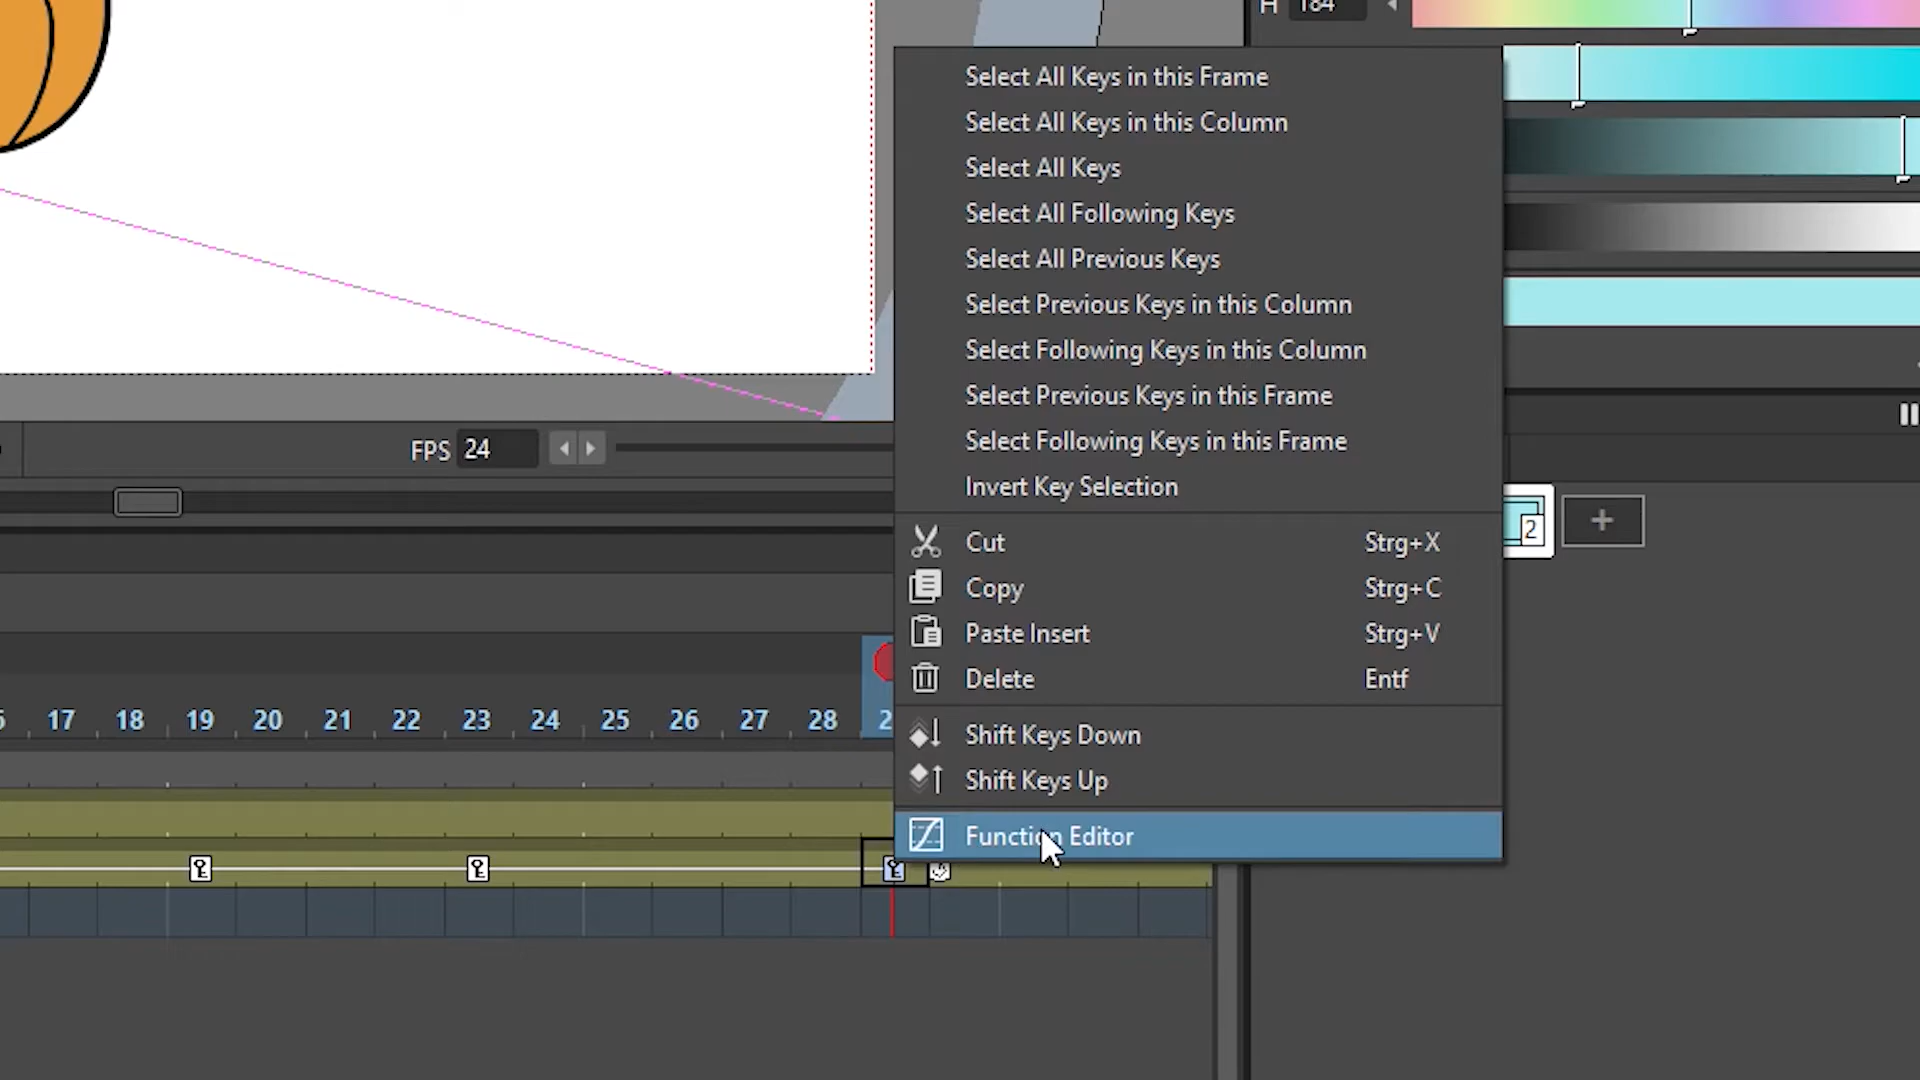 H 184
Select All Keys in this Frame
Select All Keys in this Column
Select All Keys
Select All Following Keys
Select All Previous Keys
Select Previous Keys in this Column
Select Following Keys in this Column
Select Previous Keys in this Frame
Select Following Keys in this Frame
Invert Key Selection
FPS 24
2
Cut Strg+X
Copy Strg+C
Paste Insert Strg+V
Delete Entf
17 18 19 20 21 22 23 24 25 26 27 28
Shift Keys Down
Shift Keys Up
Function Editor